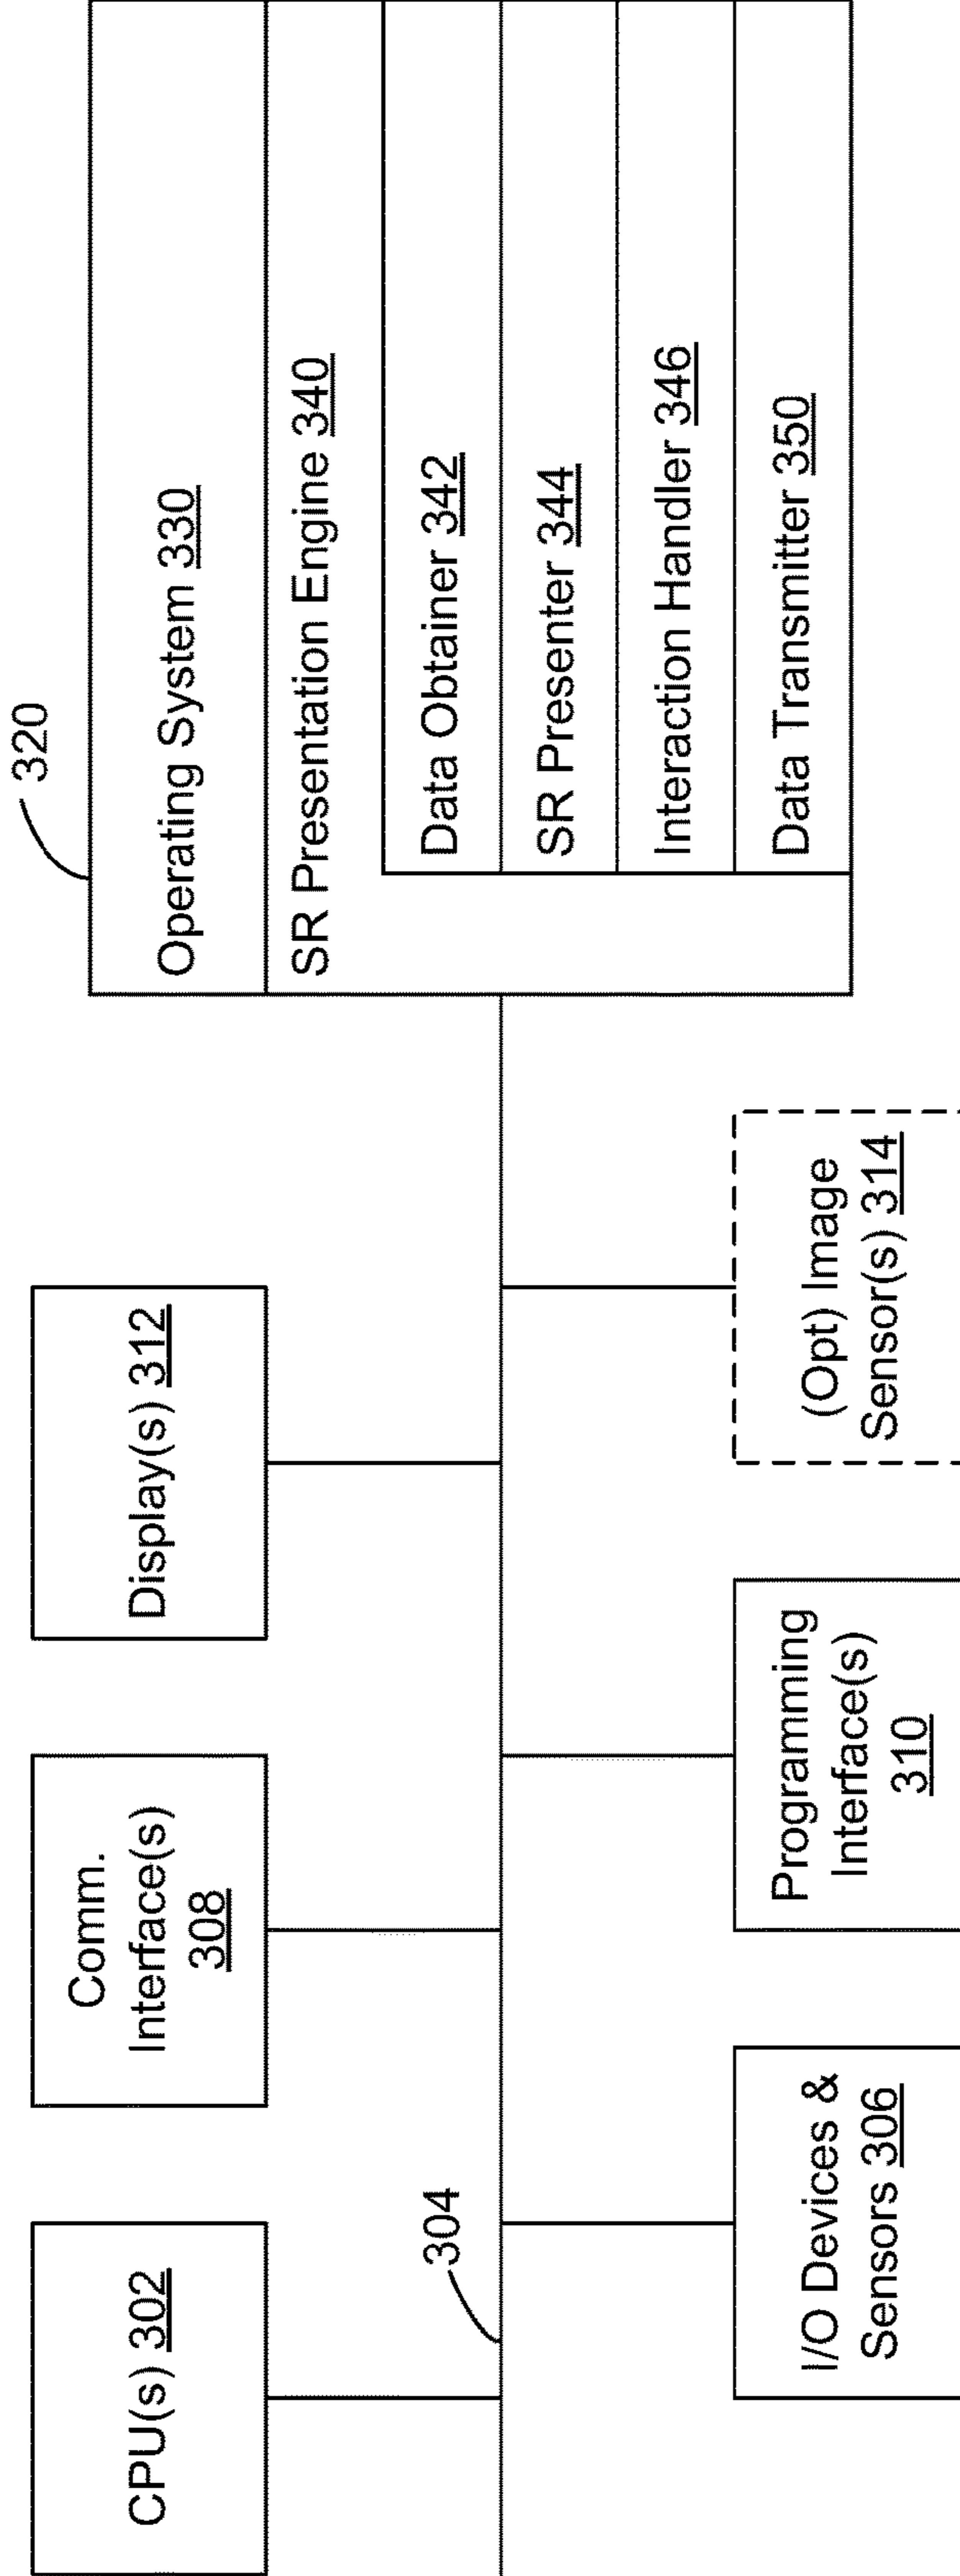 CPU(s) 302
Comm.
Interface(s)
308
Display(s) 312
304
I/O Devices &
Sensors 306
Programming
Interface(s)
310
(Opt) Image
Sensor(s) 314
320
Operating System 330
SR Presentation Engine 340
Data Obtainer 342
SR Presenter 344
Interaction Handler 346
Data Transmitter 350